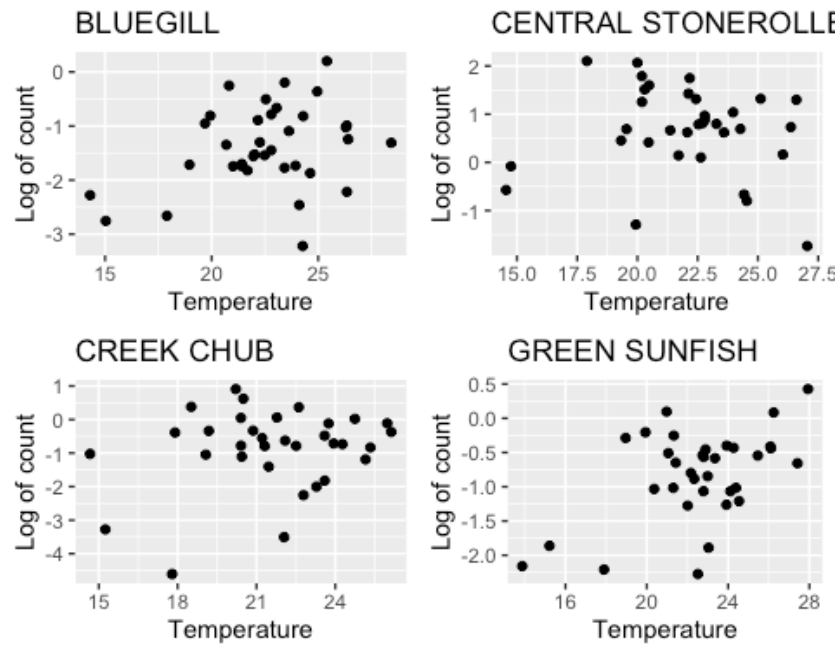 BLUEGILL
0
-1
-2
-3
Log of count
15 20 25
Temperature
CENTRAL STONEROLLE
2
1
0
-1
Log of count
15.0 17.5 20.0 22.5 25.0 27.5
Temperature
CREEK CHUB
1
0
-1
-2
-3
-4
Log of count
15 18 21 24
Temperature
GREEN SUNFISH
0.5
0.0
-0.5
-1.0
-1.5
-2.0
Log of count
16 20 24 28
Temperature